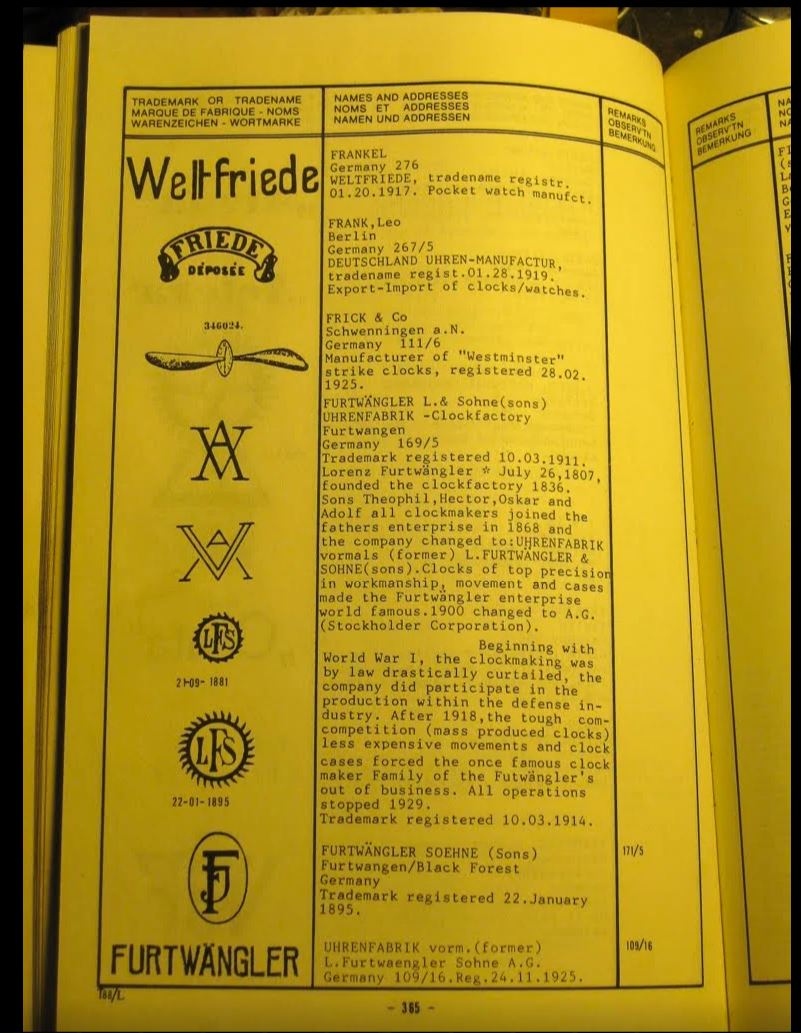 TRADEMARK OR TRADENAME
MARQUE DE FABRIQUE - NOMS
WARENZEICHEN - WORTMARKE
NAMES AND ADDRESSES
NOMS ET ADDRESSES
NAMEN UND ADDRESSEN
REMARKS
OBSERV'TN
BEMERKUNG
Weltfriede
FRANKEL
Germany 276
WELTFRIEDE, tradename registr.
01.20.1917. Pocket watch manufct.
FRIEDE
DÉPOSÉE
FRANK,Leo
Berlin
Germany 267/5
DEUTSCHLAND UHREN-MANUFACTUR,
tradename regist.01.28.1919.
Export-Import of clocks/watches.
346024.
FRICK & Co
Schwenningen a.N.
Germany 111/6
Manufacturer of "Westminster"
strike clocks, registered 28.02.
1925.
FURTWÄNGLER L.& Sohne(sons)
UHRENFABRIK -Clockfactory
Furtwangen
Germany 169/5
Trademark registered 10.03.1911.
Lorenz Furtwängler ☆ July 26,1807,
founded the clockfactory 1836.
Sons Theophil,Hector,Oskar and
Adolf all clockmakers joined the
fathers enterprise in 1868 and
the company changed to:UHRENFABRIK
vormals (former) L.FURTWÄNGLER &
SOHNE(sons).Clocks of top precision
in workmanship, movement and cases
made the Furtwängler enterprise
world famous.1900 changed to A.G.
(Stockholder Corporation).
Beginning with
World War I, the clockmaking was
by law drastically curtailed, the
company did participate in the
production within the defense in-
dustry. After 1918,the tough com-
competition (mass produced clocks)
less expensive movements and clock
cases forced the once famous clock
maker Family of the Futwängler's
out of business. All operations
stopped 1929.
Trademark registered 10.03.1914.
LFS
21-09- 1881
LFS
22-01-1895
FURTWÄNGLER SOEHNE (Sons)
Furtwangen/Black Forest
Germany
Trademark registered 22.January
1895.
171/5
FURTWÄNGLER
UHRENFABRIK vorm.(former)
L.Furtwaengler Sohne A.G.
Germany 109/16.Reg.24.11.1925.
109/16
T88/L
- 365 -
REMARKS
OBSERV'TN
BEMERKUNG